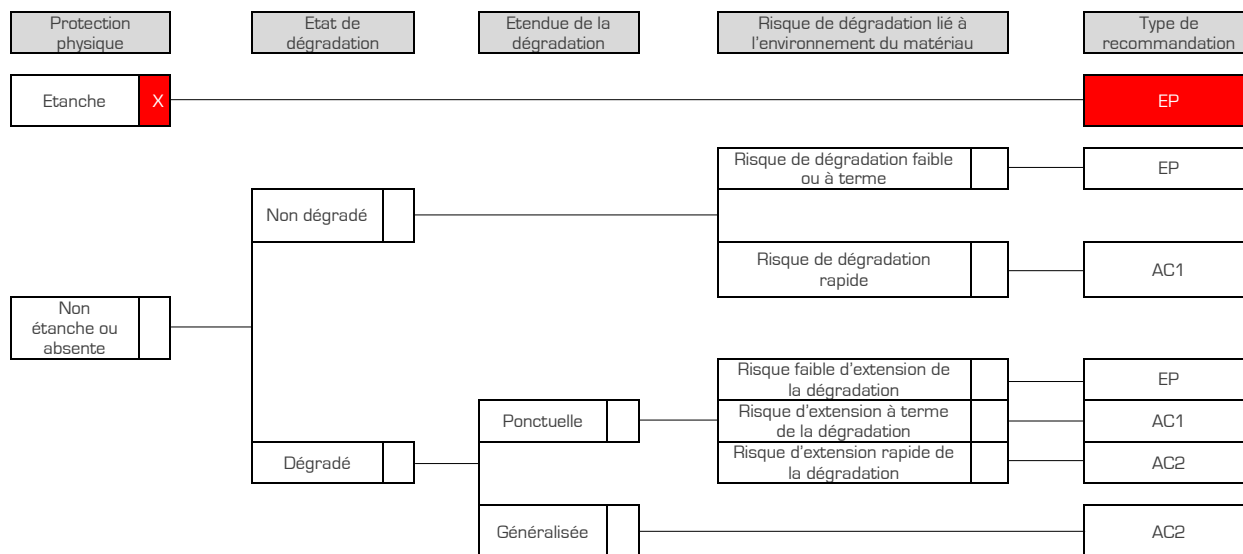 Protection
physique
Etat de
dégradation
Etendue de la
dégradation
Risque de dégradation lié à
l'environnement du matériau
Type de
recommandation
Etanche
X
EP
Risque de dégradation faible
ou à terme
EP
Non dégradé
Risque de dégradation
rapide
AC1
Non
étanche ou
absente
Risque faible d'extension de
la dégradation
EP
Ponctuelle
Risque d'extension à terme
de la dégradation
AC1
Dégradé
Risque d'extension rapide de
la dégradation
AC2
Généralisée
AC2